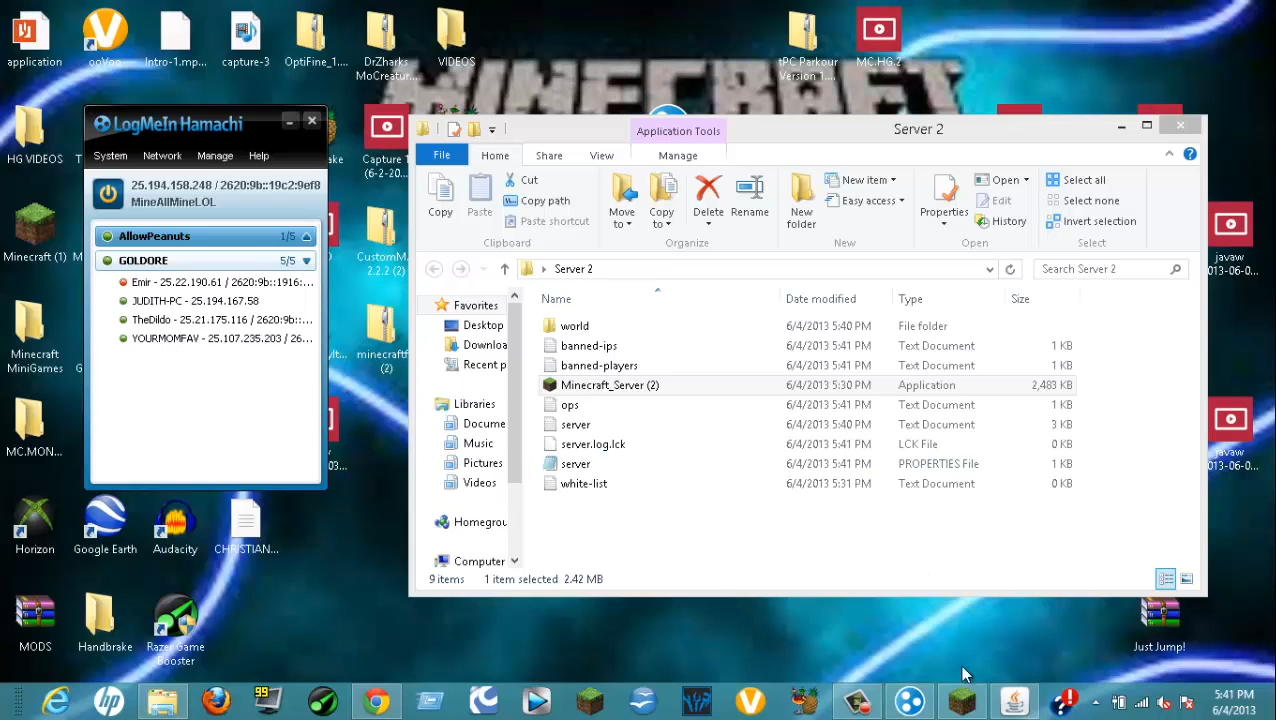 application
ooVoo
Intro-1.mp...
capture-3
OptiFine_1....
DrZharks
MoCreatur...
VIDEOS
tPC Parkour
Version 1....
MC.HG.2
MINECRAFT
HG VIDEOS
Minecraft (1)
Minecraft
MiniGames
MC.MON...
Horizon
Google Earth
Audacity
CHRISTIAN...
MODS
Handbrake
Razer Game
Booster
Capture 1
(6-2-20...
CustomM...
2.2.2 (2)
minecraftf...
(2)
javaw
2013-06-0...
javaw
2013-06-0...
Just Jump!
LogMeIn Hamachi
System
Network
Manage
Help
25.194.158.248 / 2620:9b::19c2:9ef8
MineAllMineLOL
AllowPeanuts 1/5
GOLDORE 5/5
Emir - 25.22.190.61 / 2620:9b::1916:...
JUDITH-PC - 25.194.167.58
TheDildo - 25.21.175.116 / 2620:9b::...
YOURMOMFAV - 25.107.235.203 / 26...
Application Tools
Server 2
File
Home
Share
View
Manage
Copy
Paste
Cut
Copy path
Paste shortcut
Clipboard
Move
to
Copy
to
Delete
Rename
Organize
New
folder
New item
Easy access
New
Properties
Open
Edit
History
Open
Select all
Select none
Invert selection
Select
Server 2
Search Server 2
Favorites
Desktop
Downloa
Recent p
Libraries
Docume
Music
Pictures
Videos
Homegrou
Computer
Name Date modified Type Size
world 6/4/2013 5:40 PM File folder
banned-ips 6/4/2013 5:41 PM Text Document 1 KB
banned-players 6/4/2013 5:41 PM Text Document 1 KB
Minecraft_Server (2) 6/4/2013 5:30 PM Application 2,483 KB
ops 6/4/2013 5:41 PM Text Document 1 KB
server 6/4/2013 5:40 PM Text Document 3 KB
server.log.lck 6/4/2013 5:41 PM LCK File 0 KB
server 6/4/2013 5:41 PM PROPERTIES File 1 KB
white-list 6/4/2013 5:31 PM Text Document 0 KB
9 items 1 item selected 2.42 MB
99
5:41 PM
6/4/2013